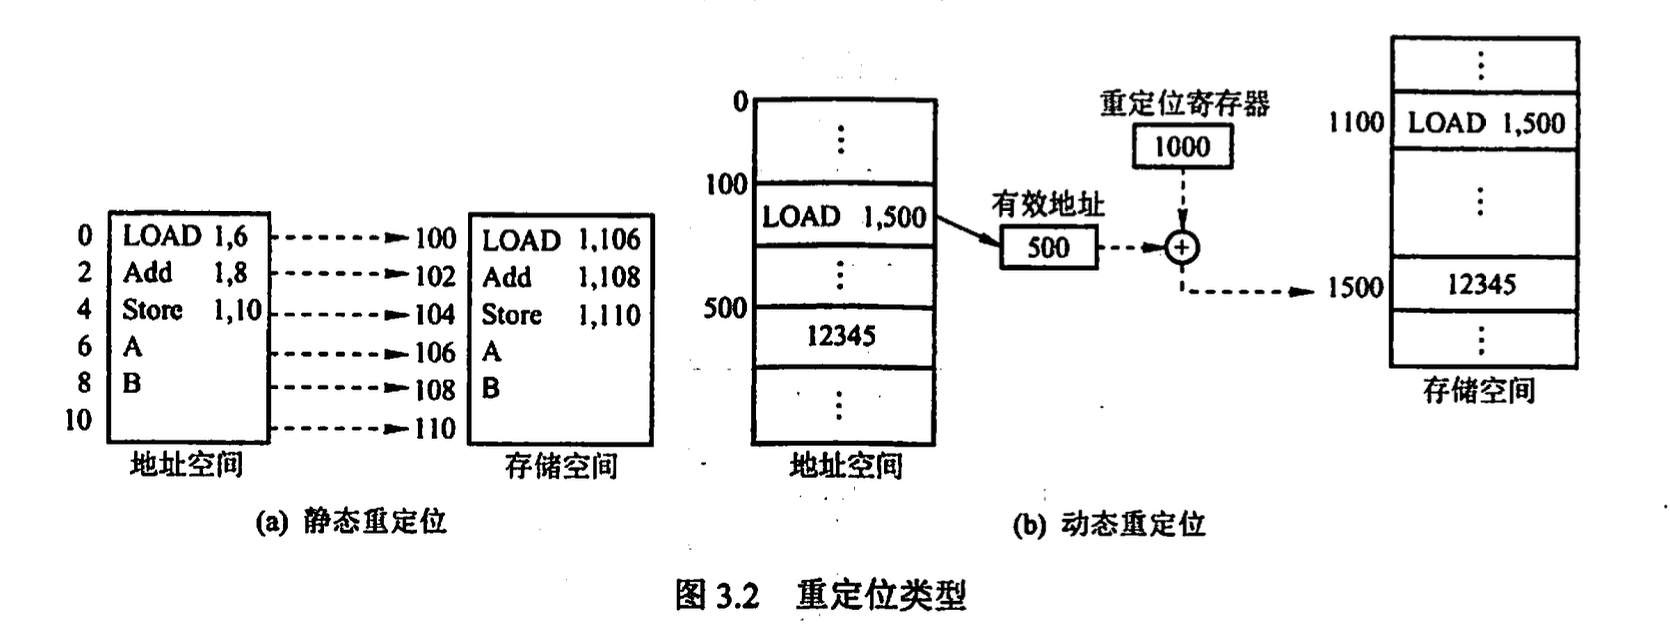 0 LOAD 1,6 100 LOAD 1,106
2 Add 1,8 102 Add 1,108
4 Store 1,10 104 Store 1,110
6 A 106 A
8 B 108 B
10 110
地址空间 存储空间
(a) 静态重定位
0
⋮
100
LOAD 1,500
⋮
500
12345
⋮
地址空间
有效地址
500
重定位寄存器
1000
+
⋮
1100 LOAD 1,500
⋮
1500 12345
⋮
存储空间
(b) 动态重定位
图 3.2 重定位类型